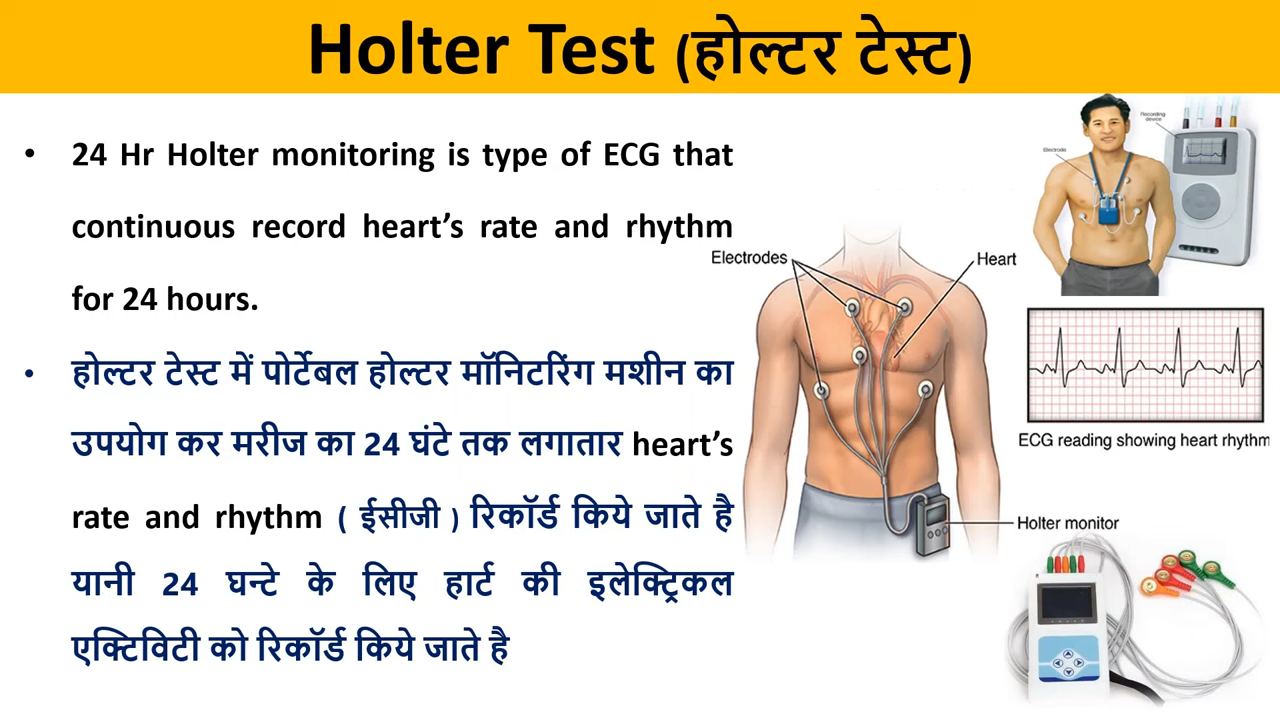 Holter Test (होल्टर टेस्ट)
• 24 Hr Holter monitoring is type of ECG that
continuous record heart’s rate and rhythm
for 24 hours.
• होल्टर टेस्ट में पोर्टेबल होल्टर मॉनिटरिंग मशीन का
उपयोग कर मरीज का 24 घंटे तक लगातार heart’s
rate and rhythm ( ईसीजी ) रिकॉर्ड किये जाते है
यानी 24 घन्टे के लिए हार्ट की इलेक्ट्रिकल
एक्टिविटी को रिकॉर्ड किये जाते है
Electrodes
Heart
Holter monitor
Recording
device
Electrode
ECG reading showing heart rhythm